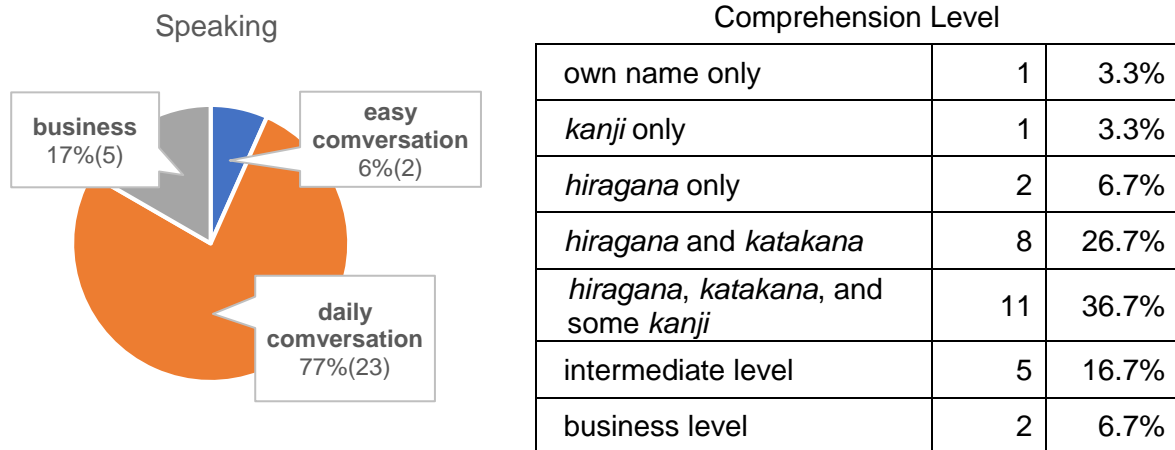 Speaking
business
17%(5)
easy
comversation
6%(2)
daily
comversation
77%(23)
Comprehension Level
own name only 1 3.3%
kanji only 1 3.3%
hiragana only 2 6.7%
hiragana and katakana 8 26.7%
hiragana, katakana, and
some kanji 11 36.7%
intermediate level 5 16.7%
business level 2 6.7%